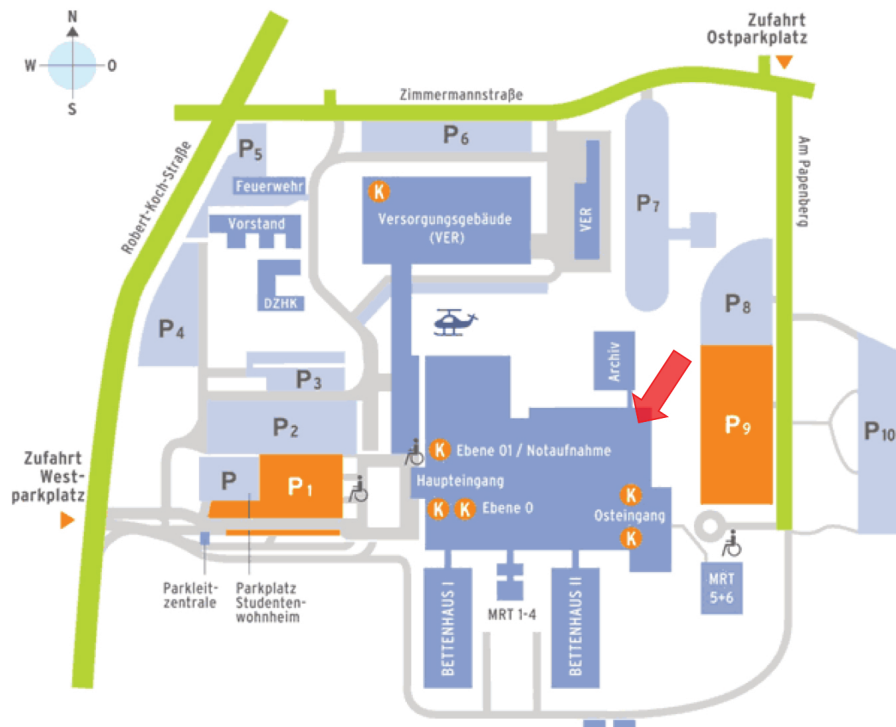 N
W
O
S
Zufahrt
Ostparkplatz
Zimmermannstraße
Robert-Koch-Straße
Am Papenberg
P5
P6
Feuerwehr
K
Versorgungsgebäude
(VER)
VER
P7
Vorstand
DZHK
P4
P8
Archiv
P3
P2
P9
P10
K Ebene 01 / Notaufnahme
Zufahrt
West-
parkplatz
P
P1
Haupteingang
K K Ebene 0
K
Osteingang
K
Parkleit-
zentrale
Parkplatz
Studenten-
wohnheim
BETTENHAUS I
MRT 1-4
BETTENHAUS II
MRT
5+6